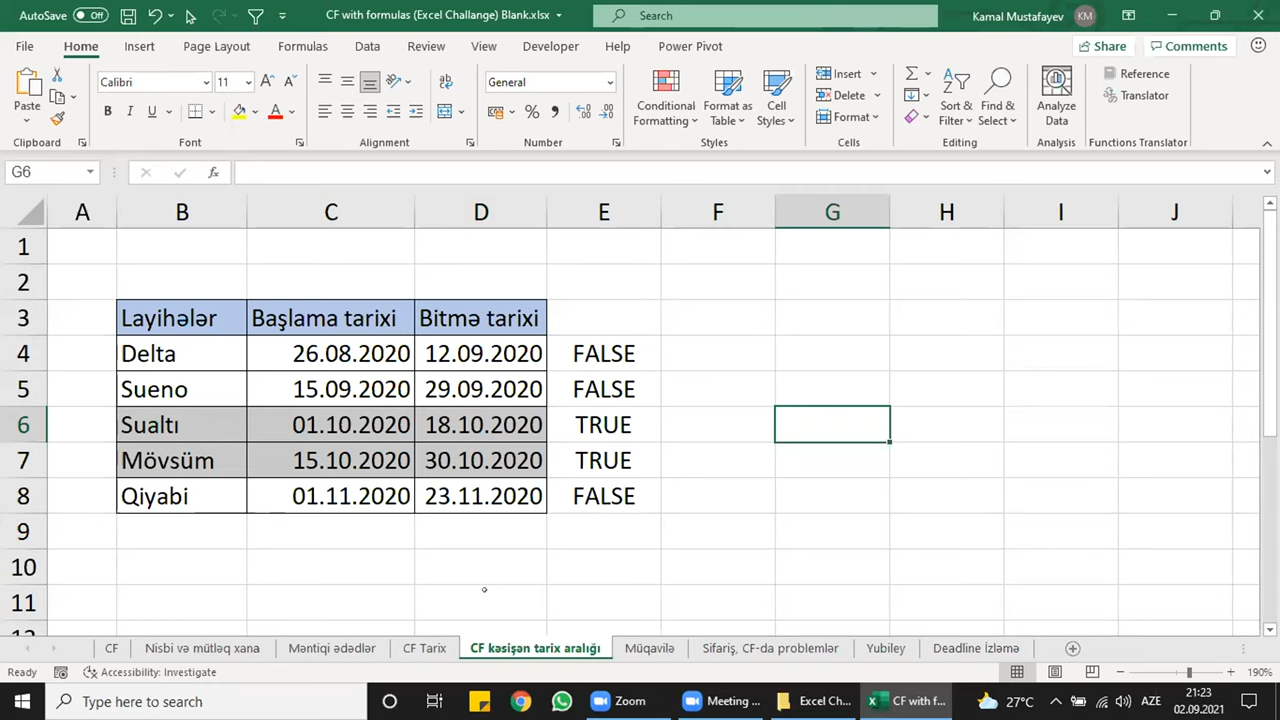 AutoSave Off CF with formulas (Excel Challange) Blank.xlsx Search Kamal Mustafayev KM
File Home Insert Page Layout Formulas Data Review View Developer Help Power Pivot Share Comments
Calibri 11 General Insert Reference
Paste B I U Conditional Formatting Format as Table Cell Styles Delete Format Sort & Filter Find & Select Analyze Data Translator
Clipboard Font Alignment Number Styles Cells Editing Analysis Functions Translator
G6 fx
A B C D E F G H I J
1
2
3 Layihələr Başlama tarixi Bitmə tarixi
4 Delta 26.08.2020 12.09.2020 FALSE
5 Sueno 15.09.2020 29.09.2020 FALSE
6 Sualtı 01.10.2020 18.10.2020 TRUE
7 Mövsüm 15.10.2020 30.10.2020 TRUE
8 Qiyabi 01.11.2020 23.11.2020 FALSE
9
10
11
12
CF Nisbi və mütləq xana Məntiqi ədədlər CF Tarix CF kəsişən tarix aralığı Müqavilə Sifariş, CF-da problemlər Yubiley Deadline İzləmə
Ready Accessibility: Investigate 190%
Type here to search Zoom Meeting ... Excel Ch... CF with f... 27°C AZE 21:23
02.09.2021